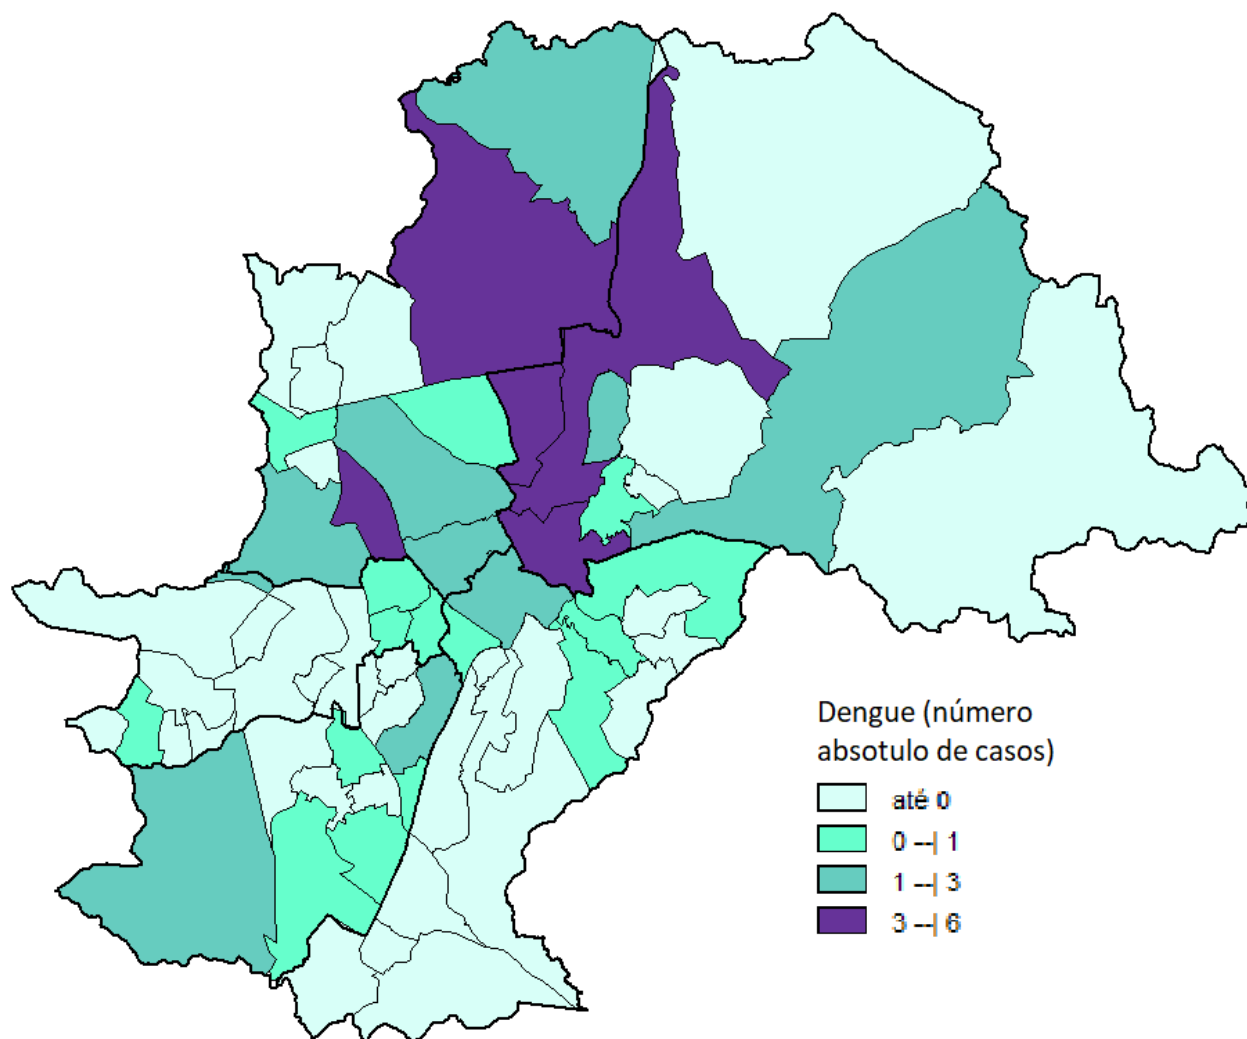 Dengue (número
absotulo de casos)
até 0
0 --| 1
1 --| 3
3 --| 6